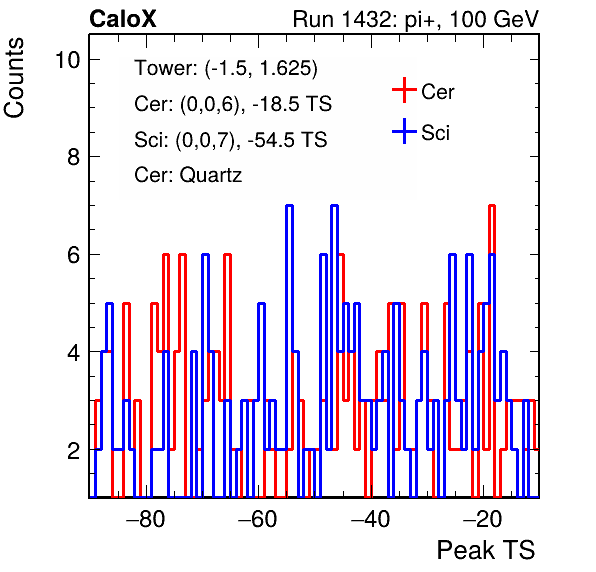 CaloX Run 1432: pi+, 100 GeV
Counts
10
8
6
4
2
Tower: (-1.5, 1.625)
Cer: (0,0,6), -18.5 TS
Sci: (0,0,7), -54.5 TS
Cer: Quartz
Cer
Sci
−80 −60 −40 −20
Peak TS